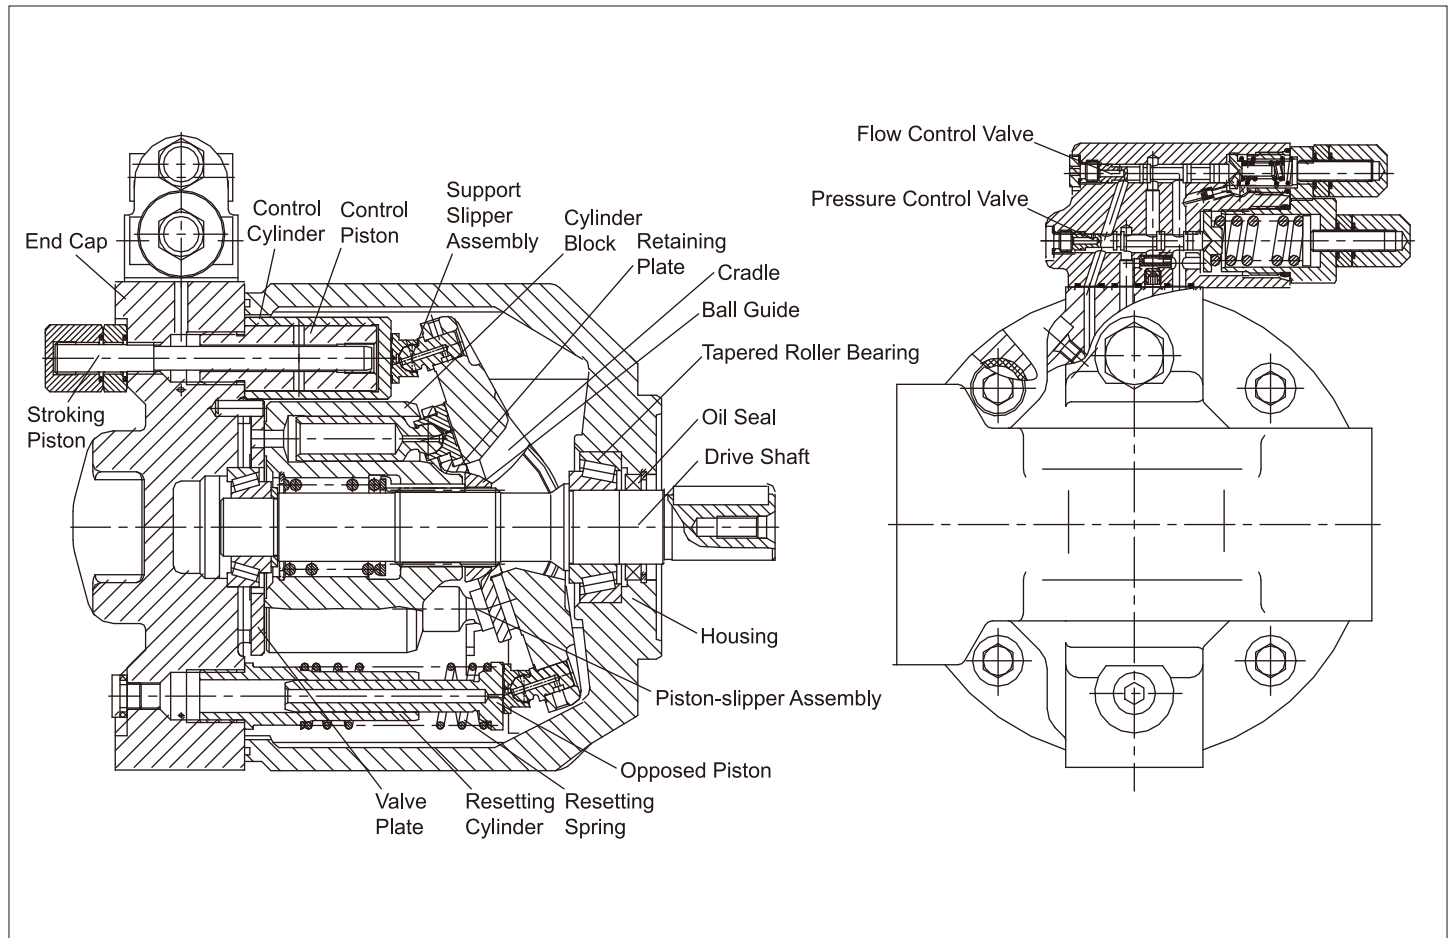 End Cap
Control
Cylinder
Control
Piston
Support
Slipper
Assembly
Cylinder
Block
Retaining
Plate
Cradle
Ball Guide
Tapered Roller Bearing
Oil Seal
Drive Shaft
Stroking
Piston
Housing
Piston-slipper Assembly
Opposed Piston
Valve
Plate
Resetting
Cylinder
Resetting
Spring
Flow Control Valve
Pressure Control Valve